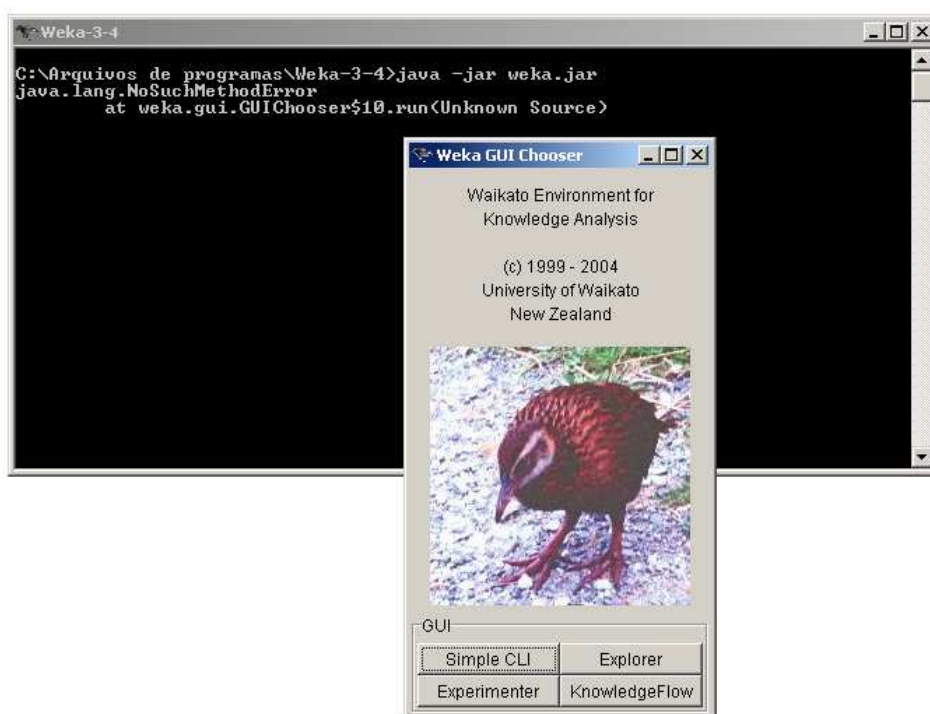 Weka-3-4
C:\Arquivos de programas\Weka-3-4>java -jar weka.jar
java.lang.NoSuchMethodError
at weka.gui.GUIChooser$10.run(Unknown Source)
Weka GUI Chooser
Waikato Environment for
Knowledge Analysis
(c) 1999 - 2004
University of Waikato
New Zealand
GUI
Simple CLI
Explorer
Experimenter
KnowledgeFlow